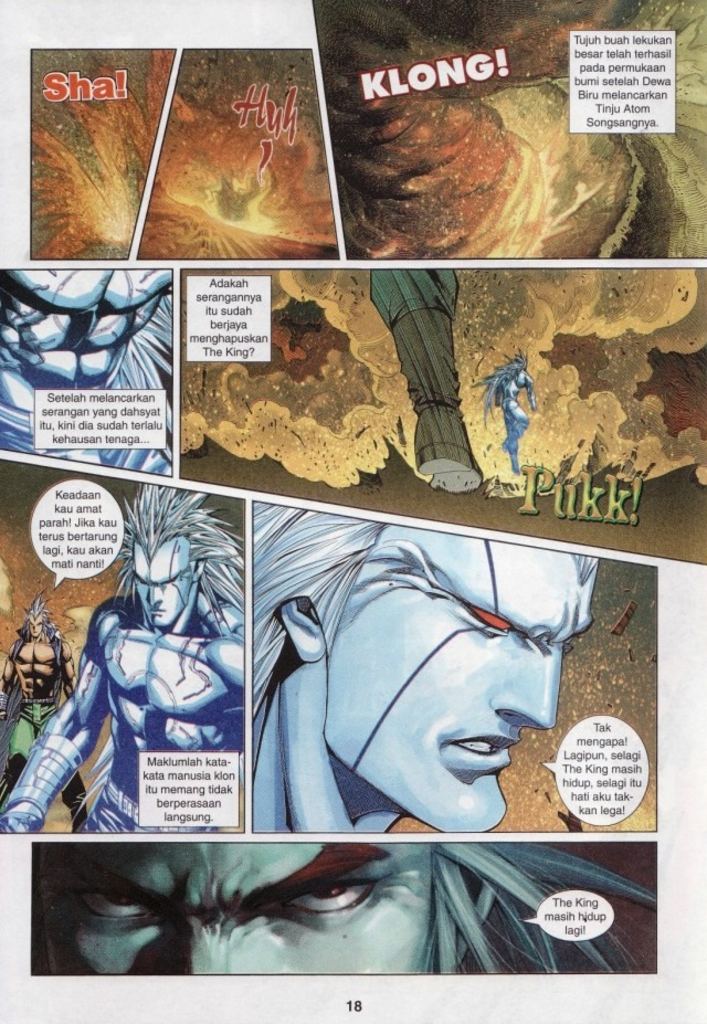 Sha!
Huh,
KLONG!
Tujuh buah lekukan
besar telah terhasil
pada permukaan
bumi setelah Dewa
Biru melancarkan
Tinju Atom
Songsangnya.
Setelah melancarkan
serangan yang dahsyat
itu, kini dia sudah terlalu
kehausan tenaga...
Adakah
serangannya
itu sudah
berjaya
menghapuskan
The King?
Pukk!
Keadaan
kau amat
parah! Jika kau
terus bertarung
lagi, kau akan
mati nanti!
Maklumlah kata-
kata manusia klon
itu memang tidak
berperasaan
langsung.
Tak
mengapa!
Lagipun, selagi
The King masih
hidup, selagi itu
hati aku tak-
kan lega!
The King
masih hidup
lagi!
18